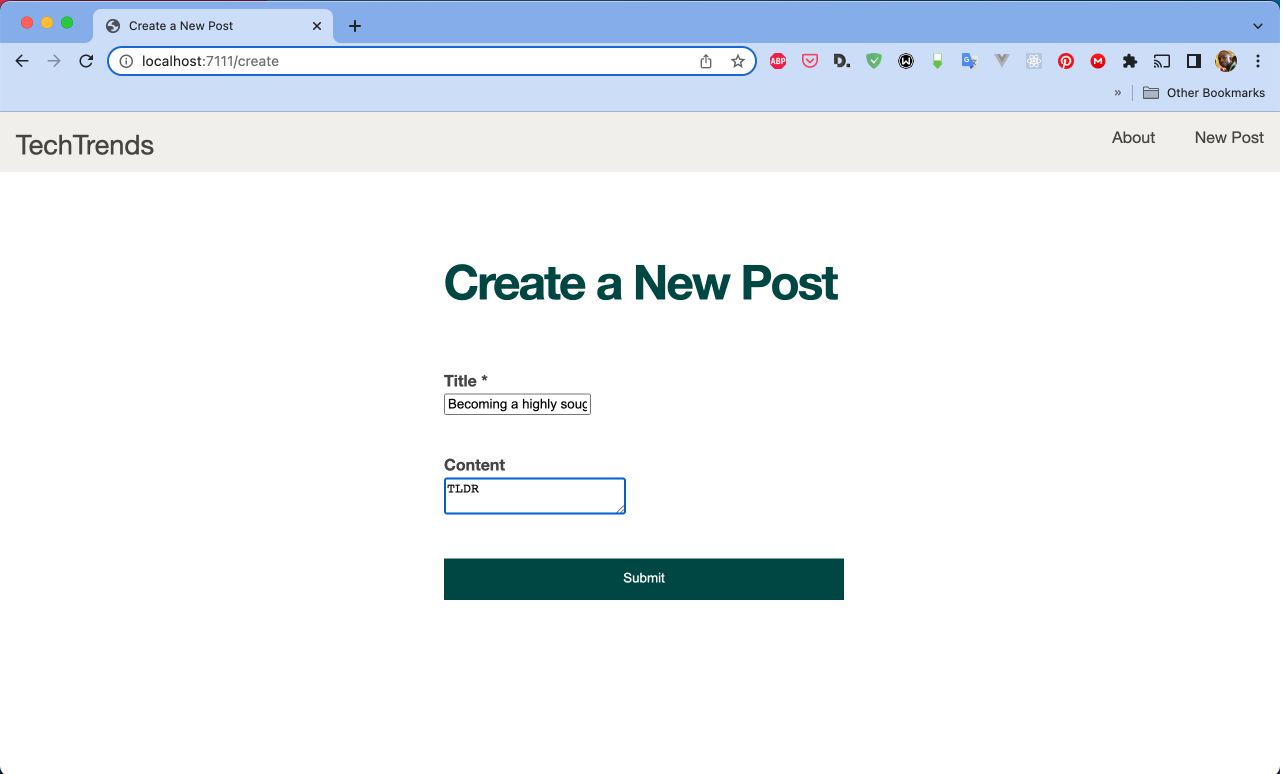 Create a New Post
localhost:7111/create
ABP
D.
W
G
M
» Other Bookmarks
TechTrends
About New Post
Create a New Post
Title *
Becoming a highly
Content
TLDR
Submit